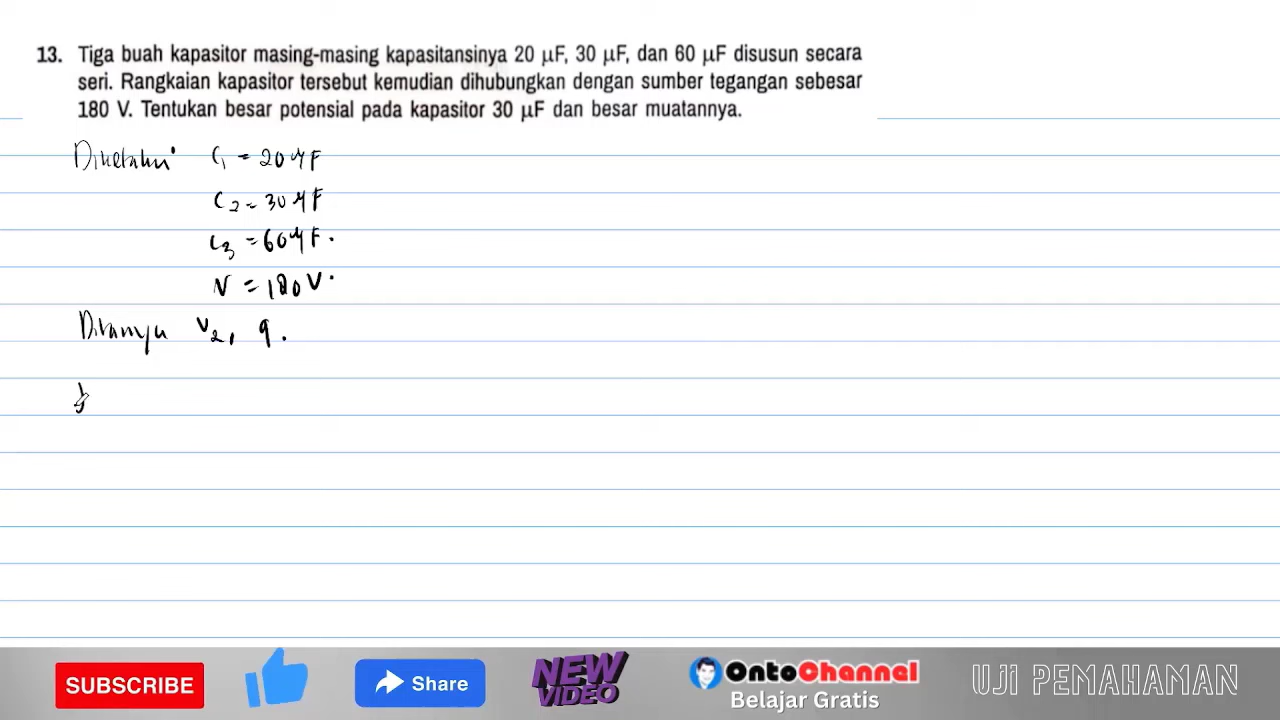 13. Tiga buah kapasitor masing-masing kapasitansinya 20 μF, 30 μF, dan 60 μF disusun secara
seri. Rangkaian kapasitor tersebut kemudian dihubungkan dengan sumber tegangan sebesar
180 V. Tentukan besar potensial pada kapasitor 30 μF dan besar muatannya.
Diketahui C₁ = 20 μF
C₂ = 30 μF
C₃ = 60 μF.
V = 180 V.
Ditanya V₂, q.
SUBSCRIBE
Share
NEW
VIDEO
OntoChannel
Belajar Gratis
UJI PEMAHAMAN